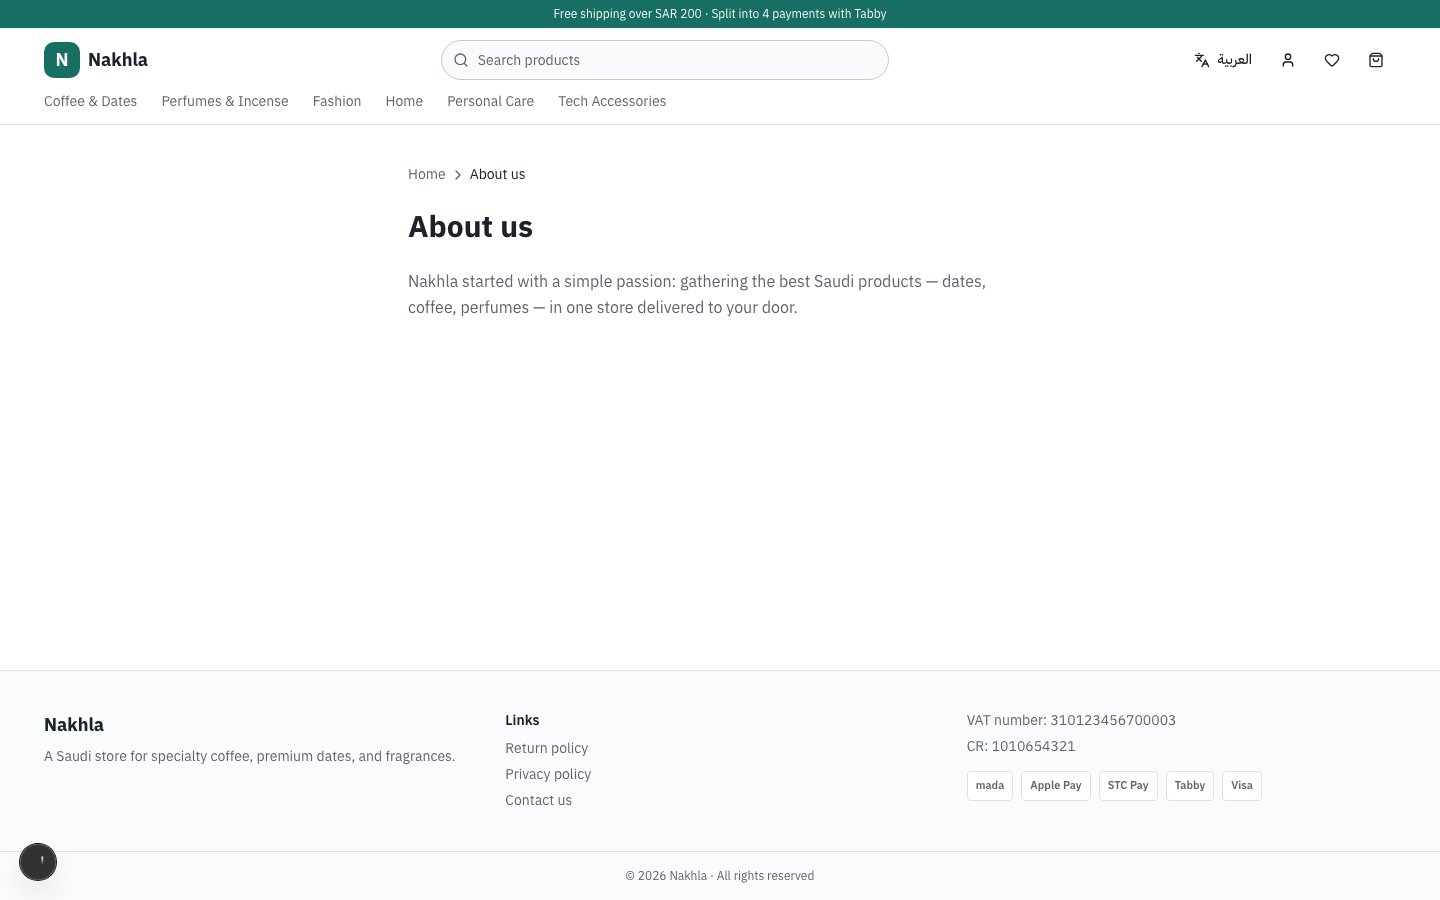 Free shipping over SAR 200 · Split into 4 payments with Tabby
N Nakhla
Search products
العربية
Coffee & Dates Perfumes & Incense Fashion Home Personal Care Tech Accessories
Home > About us
About us
Nakhla started with a simple passion: gathering the best Saudi products — dates,
coffee, perfumes — in one store delivered to your door.
Nakhla
A Saudi store for specialty coffee, premium dates, and fragrances.
Links
Return policy
Privacy policy
Contact us
VAT number: 310123456700003
CR: 1010654321
mada Apple Pay STC Pay Tabby Visa
© 2026 Nakhla · All rights reserved